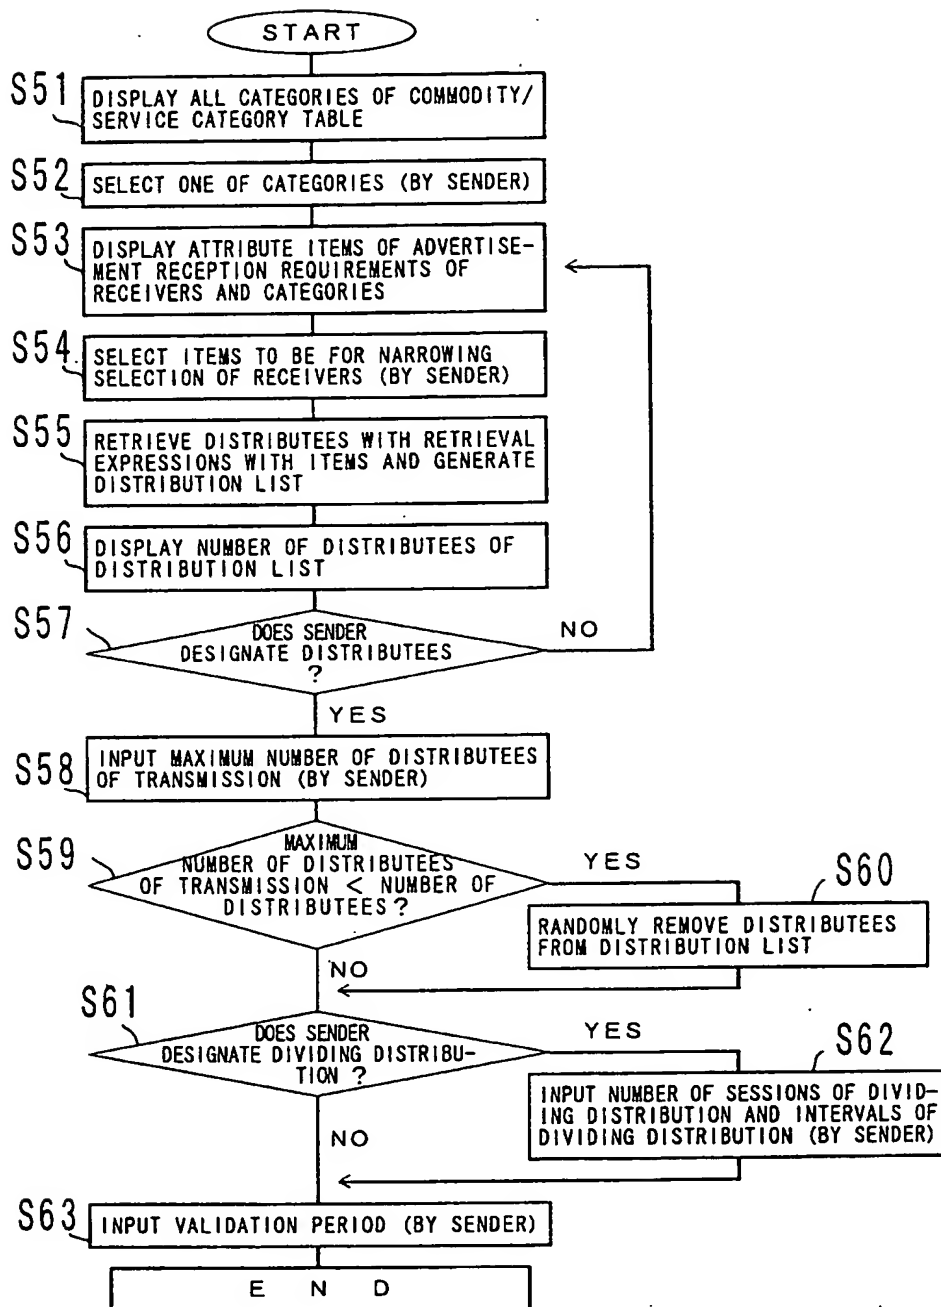 START
S51
DISPLAY ALL CATEGORIES OF COMMODITY/
SERVICE CATEGORY TABLE
S52
SELECT ONE OF CATEGORIES (BY SENDER)
S53
DISPLAY ATTRIBUTE ITEMS OF ADVERTISE-
MENT RECEPTION REQUIREMENTS OF
RECEIVERS AND CATEGORIES
S54
SELECT ITEMS TO BE FOR NARROWING
SELECTION OF RECEIVERS (BY SENDER)
S55
RETRIEVE DISTRIBUTEES WITH RETRIEVAL
EXPRESSIONS WITH ITEMS AND GENERATE
DISTRIBUTION LIST
S56
DISPLAY NUMBER OF DISTRIBUTEES OF
DISTRIBUTION LIST
S57
DOES SENDER
DESIGNATE DISTRIBUTEES
?
NO
YES
S58
INPUT MAXIMUM NUMBER OF DISTRIBUTEES
OF TRANSMISSION (BY SENDER)
S59
MAXIMUM
NUMBER OF DISTRIBUTEES
OF TRANSMISSION < NUMBER OF
DISTRIBUTEES?
YES
S60
RANDOMLY REMOVE DISTRIBUTEES
FROM DISTRIBUTION LIST
NO
S61
DOES SENDER
DESIGNATE DIVIDING DISTRIBU-
TION ?
YES
S62
INPUT NUMBER OF SESSIONS OF DIVID-
ING DISTRIBUTION AND INTERVALS OF
DIVIDING DISTRIBUTION (BY SENDER)
NO
S63
INPUT VALIDATION PERIOD (BY SENDER)
END